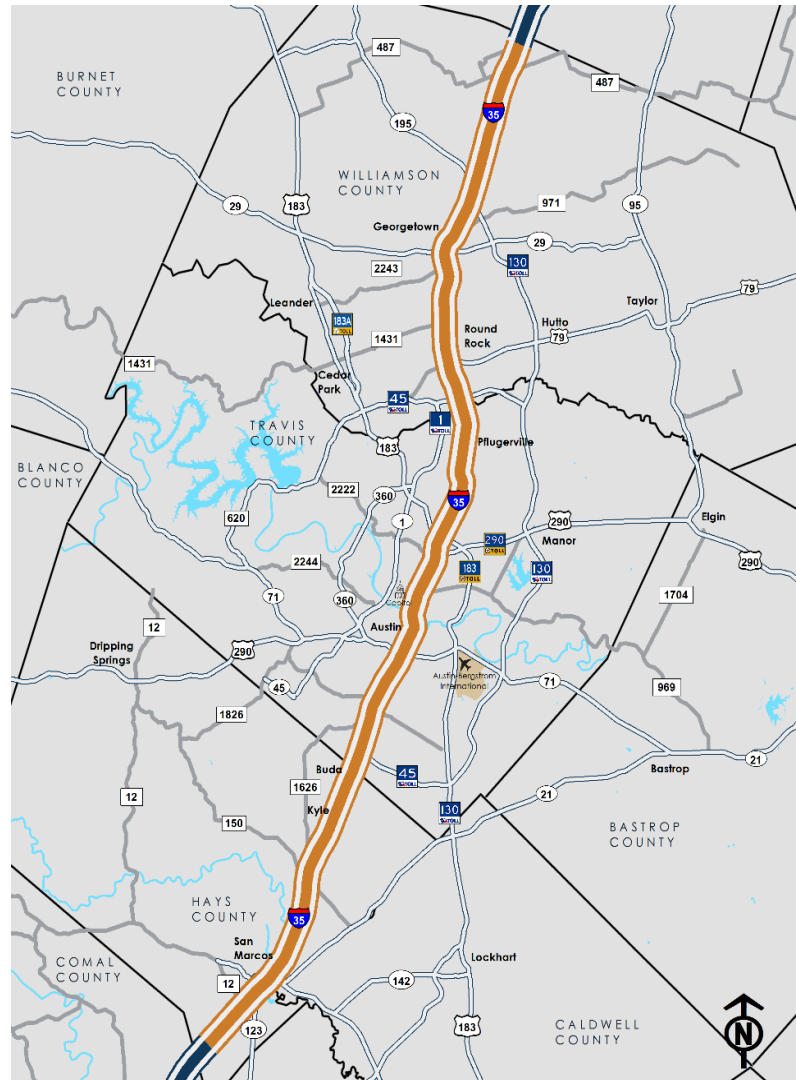 487
BURNET
COUNTY
487
35
195
WILLIAMSON
COUNTY
183
29
971
95
Georgetown
29
130
TOLL
2243
79
Leander
Taylor
183A
TOLL
Round
Rock
Hutto
79
1431
1431
Cedar
Park
45
TOLL
1
TOLL
TRAVIS
COUNTY
183
Pflugerville
BLANCO
COUNTY
2222
360
35
620
1
290
TOLL
290
Elgin
Manor
290
2244
183
TOLL
130
TOLL
71
360
TX
Capitol
1704
12
Austin
Dripping
Springs
290
Austin-Bergstrom
International
45
71
969
1826
Buda
45
TOLL
21
Bastrop
1626
12
Kyle
21
150
130
TOLL
BASTROP
COUNTY
HAYS
COUNTY
35
San
Marcos
COMAL
COUNTY
Lockhart
12
142
123
183
CALDWELL
COUNTY
N